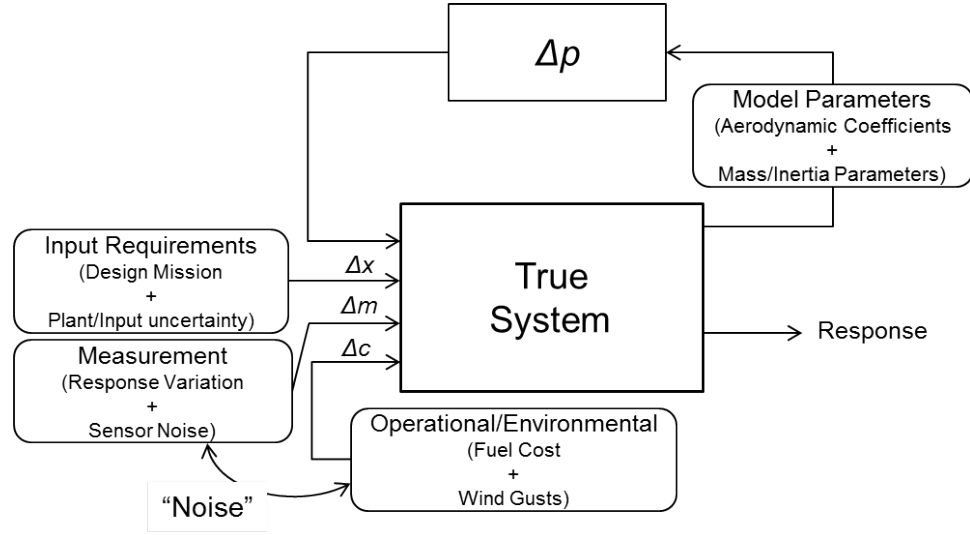 Δp
Model Parameters
(Aerodynamic Coefficients
+
Mass/Inertia Parameters)
Input Requirements
(Design Mission
+
Plant/Input uncertainty)
Δx
Δm
Δc
True
System
Response
Measurement
(Response Variation
+
Sensor Noise)
Operational/Environmental
(Fuel Cost
+
Wind Gusts)
“Noise”